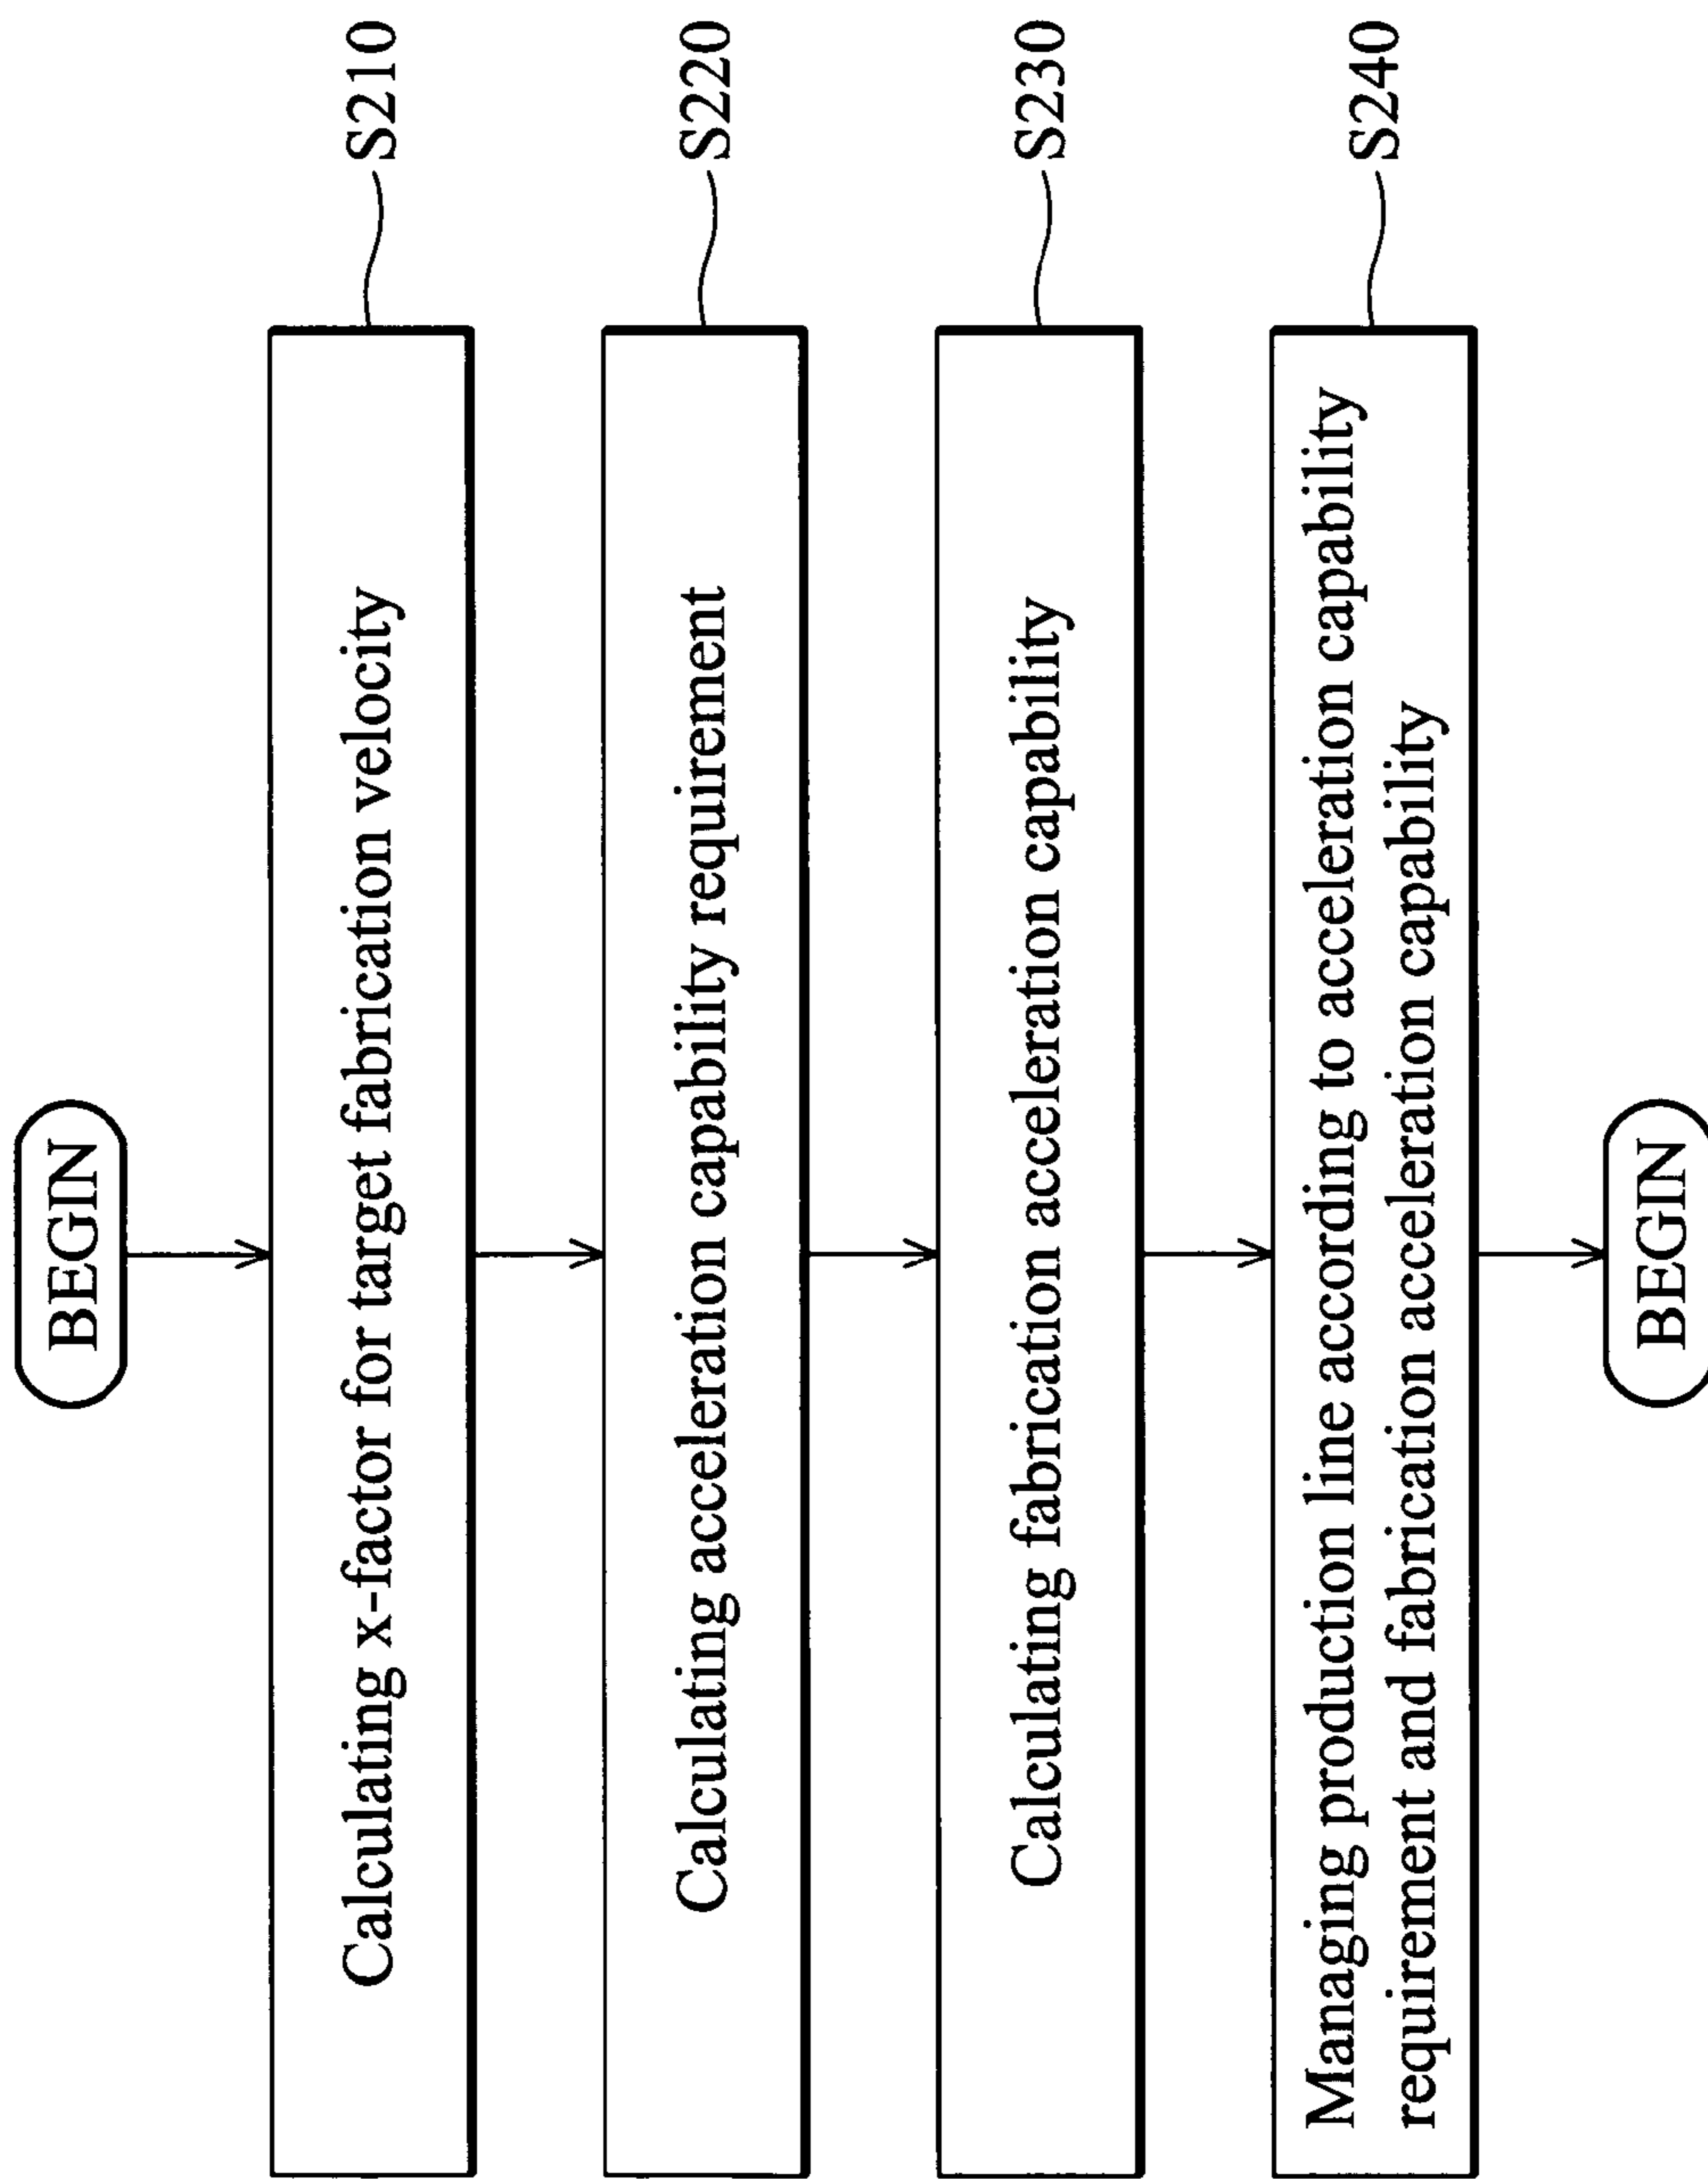 BEGIN
Calculating x-factor for target fabrication velocity
S210
Calculating acceleration capability requirement
S220
Calculating fabrication acceleration capability
S230
Managing production line according to acceleration capability
requirement and fabrication acceleration capability
S240
BEGIN